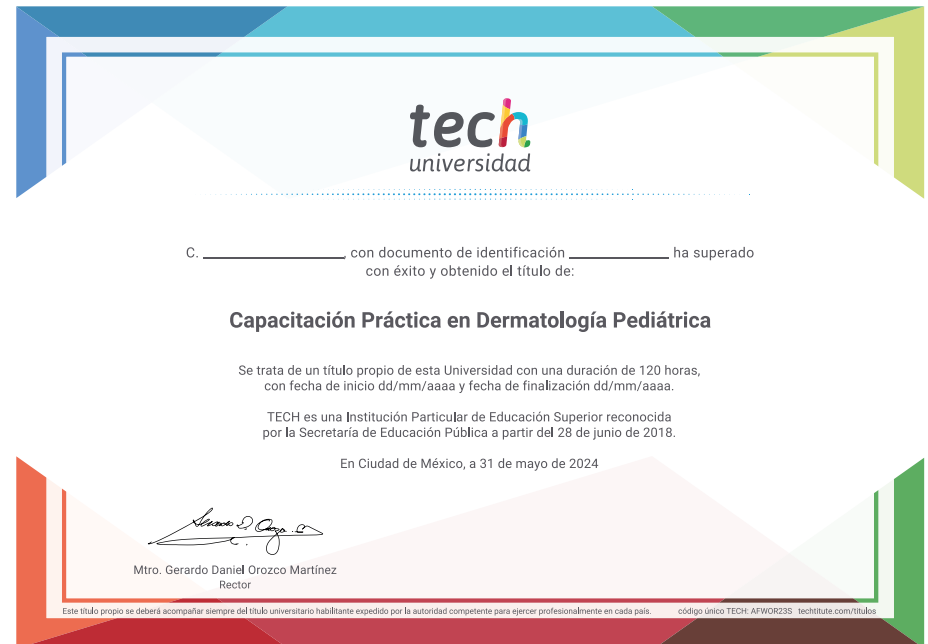 tech
universidad
C. ____________, con documento de identificación ____________ ha superado
con éxito y obtenido el título de:
Capacitación Práctica en Dermatología Pediátrica
Se trata de un título propio de esta Universidad con una duración de 120 horas,
con fecha de inicio dd/mm/aaaa y fecha de finalización dd/mm/aaaa.
TECH es una Institución Particular de Educación Superior reconocida
por la Secretaría de Educación Pública a partir del 28 de junio de 2018.
En Ciudad de México, a 31 de mayo de 2024
Mtro. Gerardo Daniel Orozco Martínez
Rector
Este título propio se deberá acompañar siempre del título universitario habilitante expedido por la autoridad competente para ejercer profesionalmente en cada país. código único TECH: AFWOR23S techtitute.com/titulos